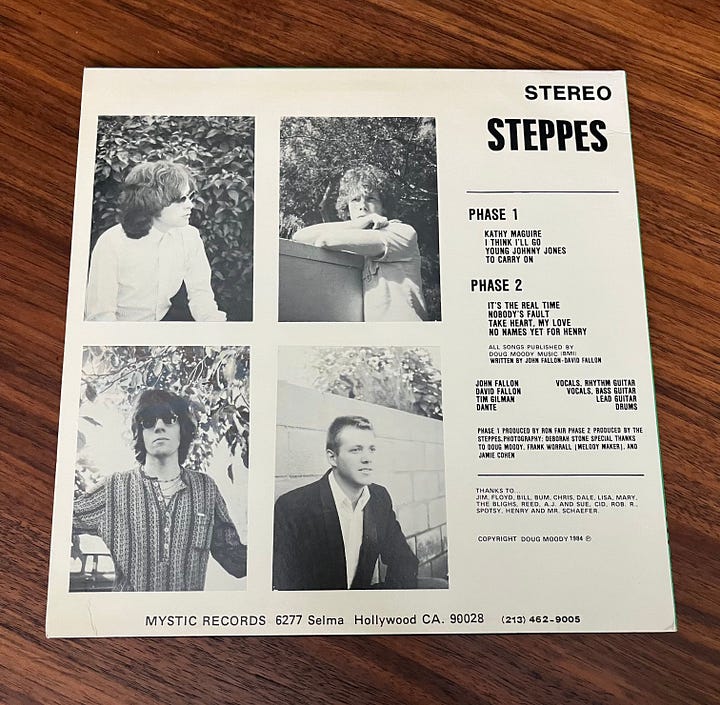 STEREO
STEPPES
PHASE 1
KATHY MAGUIRE
I THINK I'LL GO
YOUNG JOHNNY JONES
TO CARRY ON
PHASE 2
IT'S THE REAL TIME
NOBODY'S FAULT
TAKE HEART, MY LOVE
NO NAMES YET FOR HENRY
ALL SONGS PUBLISHED BY
DOUG MOODY MUSIC (BMI)
WRITTEN BY JOHN FALLON-DAVID FALLON
JOHN FALLON VOCALS, RHYTHM GUITAR
DAVID FALLON VOCALS, BASS GUITAR
TIM GILMAN LEAD GUITAR
DANTE DRUMS
PHASE 1 PRODUCED BY RON FAIR PHASE 2 PRODUCED BY THE
STEPPES.PHOTOGRAPHY: DEBORAH STONE SPECIAL THANKS
TO DOUG MOODY, FRANK WORRALL (MELODY MAKER), AND
JAMIE COHEN
THANKS TO...
JIM, FLOYD, BILL, BUM, CHRIS, DALE, LISA, MARY,
THE BLIGHS, REED, A.J. AND SUE, CID, ROB. R.,
SPOTSY, HENRY AND MR. SCHAEFER.
COPYRIGHT DOUG MOODY 1984 ℗
MYSTIC RECORDS 6277 Selma Hollywood CA. 90028 (213) 462-9005